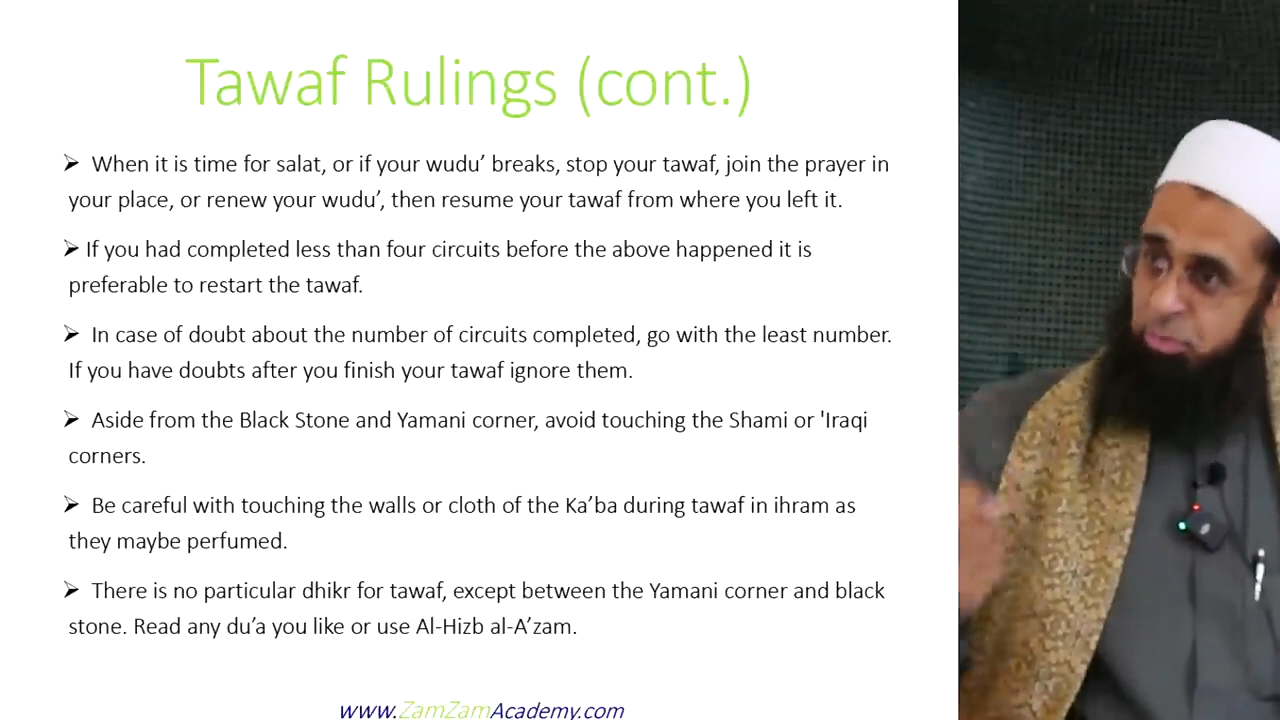 Tawaf Rulings (cont.)
➢ When it is time for salat, or if your wudu’ breaks, stop your tawaf, join the prayer in
your place, or renew your wudu’, then resume your tawaf from where you left it.
➢ If you had completed less than four circuits before the above happened it is
preferable to restart the tawaf.
➢ In case of doubt about the number of circuits completed, go with the least number.
If you have doubts after you finish your tawaf ignore them.
➢ Aside from the Black Stone and Yamani corner, avoid touching the Shami or 'Iraqi
corners.
➢ Be careful with touching the walls or cloth of the Ka’ba during tawaf in ihram as
they maybe perfumed.
➢ There is no particular dhikr for tawaf, except between the Yamani corner and black
stone. Read any du’a you like or use Al-Hizb al-A’zam.
www.ZamZamAcademy.com